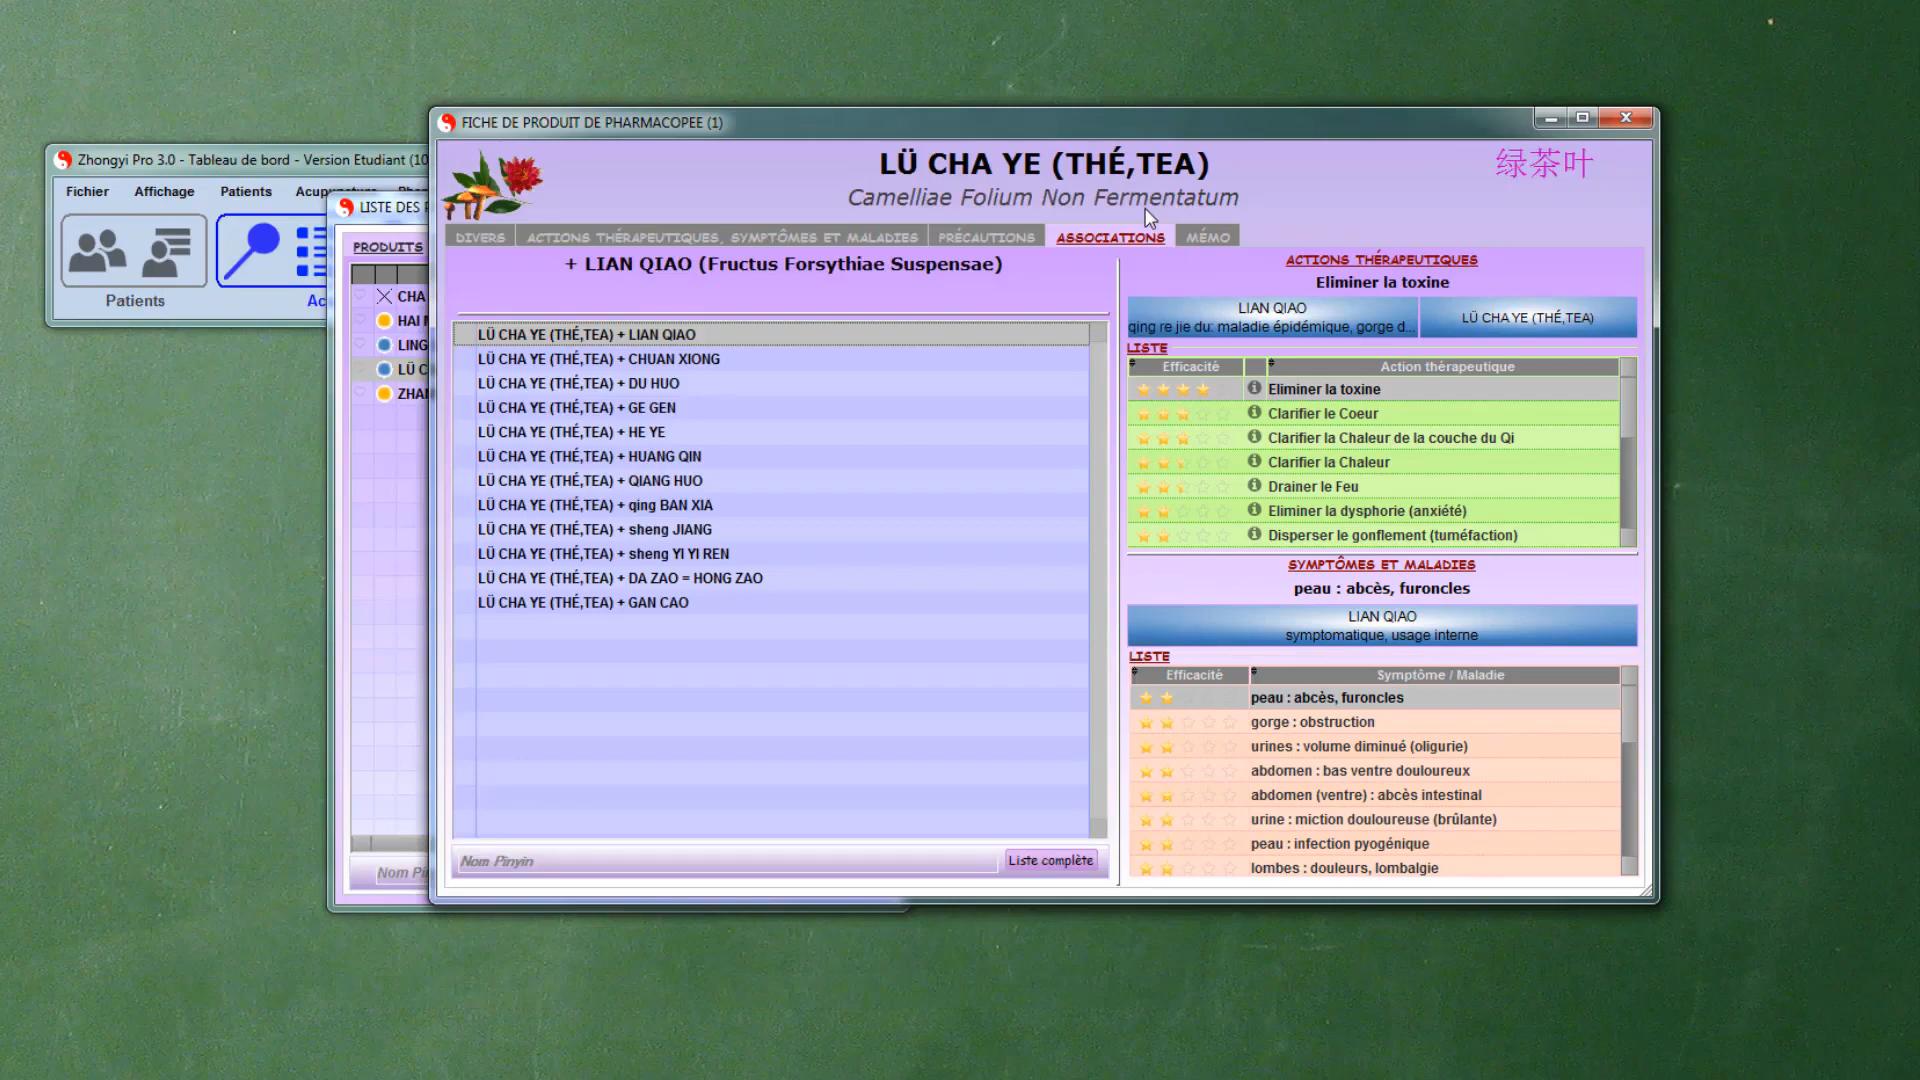 Zhongyi Pro 3.0 - Tableau de bord - Version Etudiant (10
Fichier Affichage Patients Acupuncture
Patients
LISTE DES
PRODUITS
CHA
HAI
LING
LÜ C
ZHAN
FICHE DE PRODUIT DE PHARMACOPEE (1)
LÜ CHA YE (THÉ,TEA)
绿茶叶
Camelliae Folium Non Fermentatum
DIVERS ACTIONS THÉRAPEUTIQUES, SYMPTÔMES ET MALADIES PRÉCAUTIONS ASSOCIATIONS MÉMO
+ LIAN QIAO (Fructus Forsythiae Suspensae)
LÜ CHA YE (THÉ,TEA) + LIAN QIAO
LÜ CHA YE (THÉ,TEA) + CHUAN XIONG
LÜ CHA YE (THÉ,TEA) + DU HUO
LÜ CHA YE (THÉ,TEA) + GE GEN
LÜ CHA YE (THÉ,TEA) + HE YE
LÜ CHA YE (THÉ,TEA) + HUANG QIN
LÜ CHA YE (THÉ,TEA) + QIANG HUO
LÜ CHA YE (THÉ,TEA) + qing BAN XIA
LÜ CHA YE (THÉ,TEA) + sheng JIANG
LÜ CHA YE (THÉ,TEA) + sheng YI YI REN
LÜ CHA YE (THÉ,TEA) + DA ZAO = HONG ZAO
LÜ CHA YE (THÉ,TEA) + GAN CAO
Nom Pinyin
Liste complète
ACTIONS THÉRAPEUTIQUES
Eliminer la toxine
LIAN QIAO
qing re jie du: maladie épidémique, gorge d...
LÜ CHA YE (THÉ,TEA)
LISTE
Efficacité Action thérapeutique
Eliminer la toxine
Clarifier le Coeur
Clarifier la Chaleur de la couche du Qi
Clarifier la Chaleur
Drainer le Feu
Eliminer la dysphorie (anxiété)
Disperser le gonflement (tuméfaction)
SYMPTÔMES ET MALADIES
peau : abcès, furoncles
LIAN QIAO
symptomatique, usage interne
LISTE
Efficacité Symptôme / Maladie
peau : abcès, furoncles
gorge : obstruction
urines : volume diminué (oligurie)
abdomen : bas ventre douloureux
abdomen (ventre) : abcès intestinal
urine : miction douloureuse (brûlante)
peau : infection pyogénique
lombes : douleurs, lombalgie